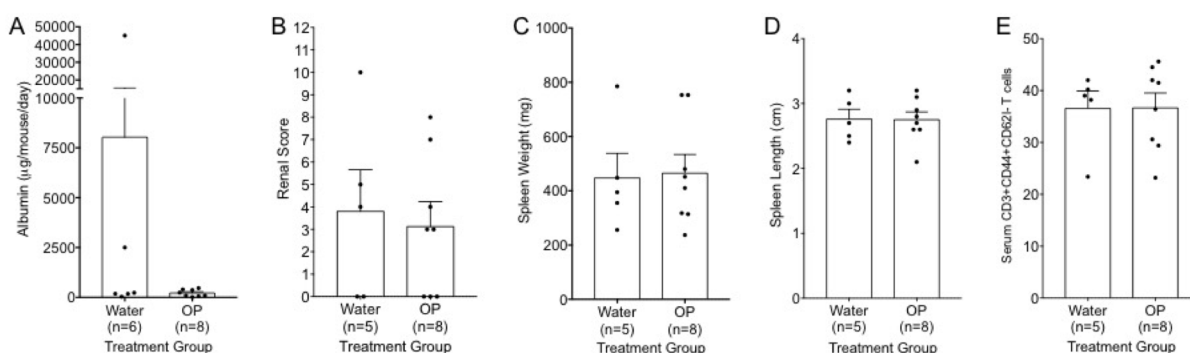 A
Albumin (µg/mouse/day)
50000
40000
30000
20000
10000
10000
7500
5000
2500
0
Water
(n=6)
OP
(n=8)
Treatment Group
B
Renal Score
12
11
10
9
8
7
6
5
4
3
2
1
0
Water
(n=5)
OP
(n=8)
Treatment Group
C
Spleen Weight (mg)
1000
800
600
400
200
0
Water
(n=5)
OP
(n=8)
Treatment Group
D
Spleen Length (cm)
4
3
2
1
0
Water
(n=5)
OP
(n=8)
Treatment Group
E
Serum CD3+CD44+CD62l- T cells
50
40
30
20
10
0
Water
(n=5)
OP
(n=8)
Treatment Group